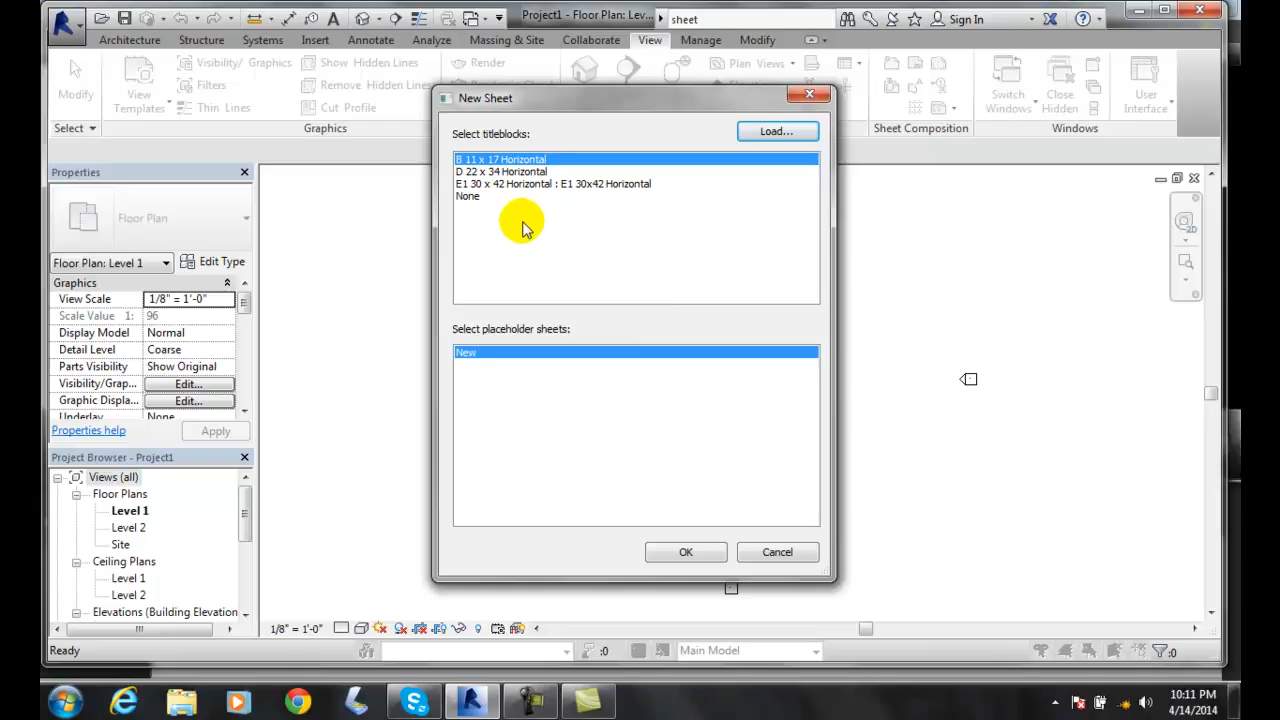 Project1 - Floor Plan: Lev...
sheet
Sign In
Architecture
Structure
Systems
Insert
Annotate
Analyze
Massing & Site
Collaborate
View
Manage
Modify
Modify
View
Templates
Visibility/ Graphics
Filters
Thin Lines
Show Hidden Lines
Remove Hidden Lines
Cut Profile
Render
Plan Views
Switch
Windows
Close
Hidden
User
Interface
Select
Graphics
Sheet Composition
Windows
New Sheet
Select titleblocks:
Load...
B 11 x 17 Horizontal
D 22 x 34 Horizontal
E1 30 x 42 Horizontal : E1 30x42 Horizontal
None
Select placeholder sheets:
New
OK
Cancel
Properties
Floor Plan
Floor Plan: Level 1
Edit Type
Graphics
View Scale 1/8" = 1'-0"
Scale Value 1: 96
Display Model Normal
Detail Level Coarse
Parts Visibility Show Original
Visibility/Grap... Edit...
Graphic Displa... Edit...
Underlay None
Properties help
Apply
Project Browser - Project1
Views (all)
Floor Plans
Level 1
Level 2
Site
Ceiling Plans
Level 1
Level 2
Elevations (Building Elevation
2D
1/8" = 1'-0"
Ready
:0
Main Model
:0
10:11 PM
4/14/2014